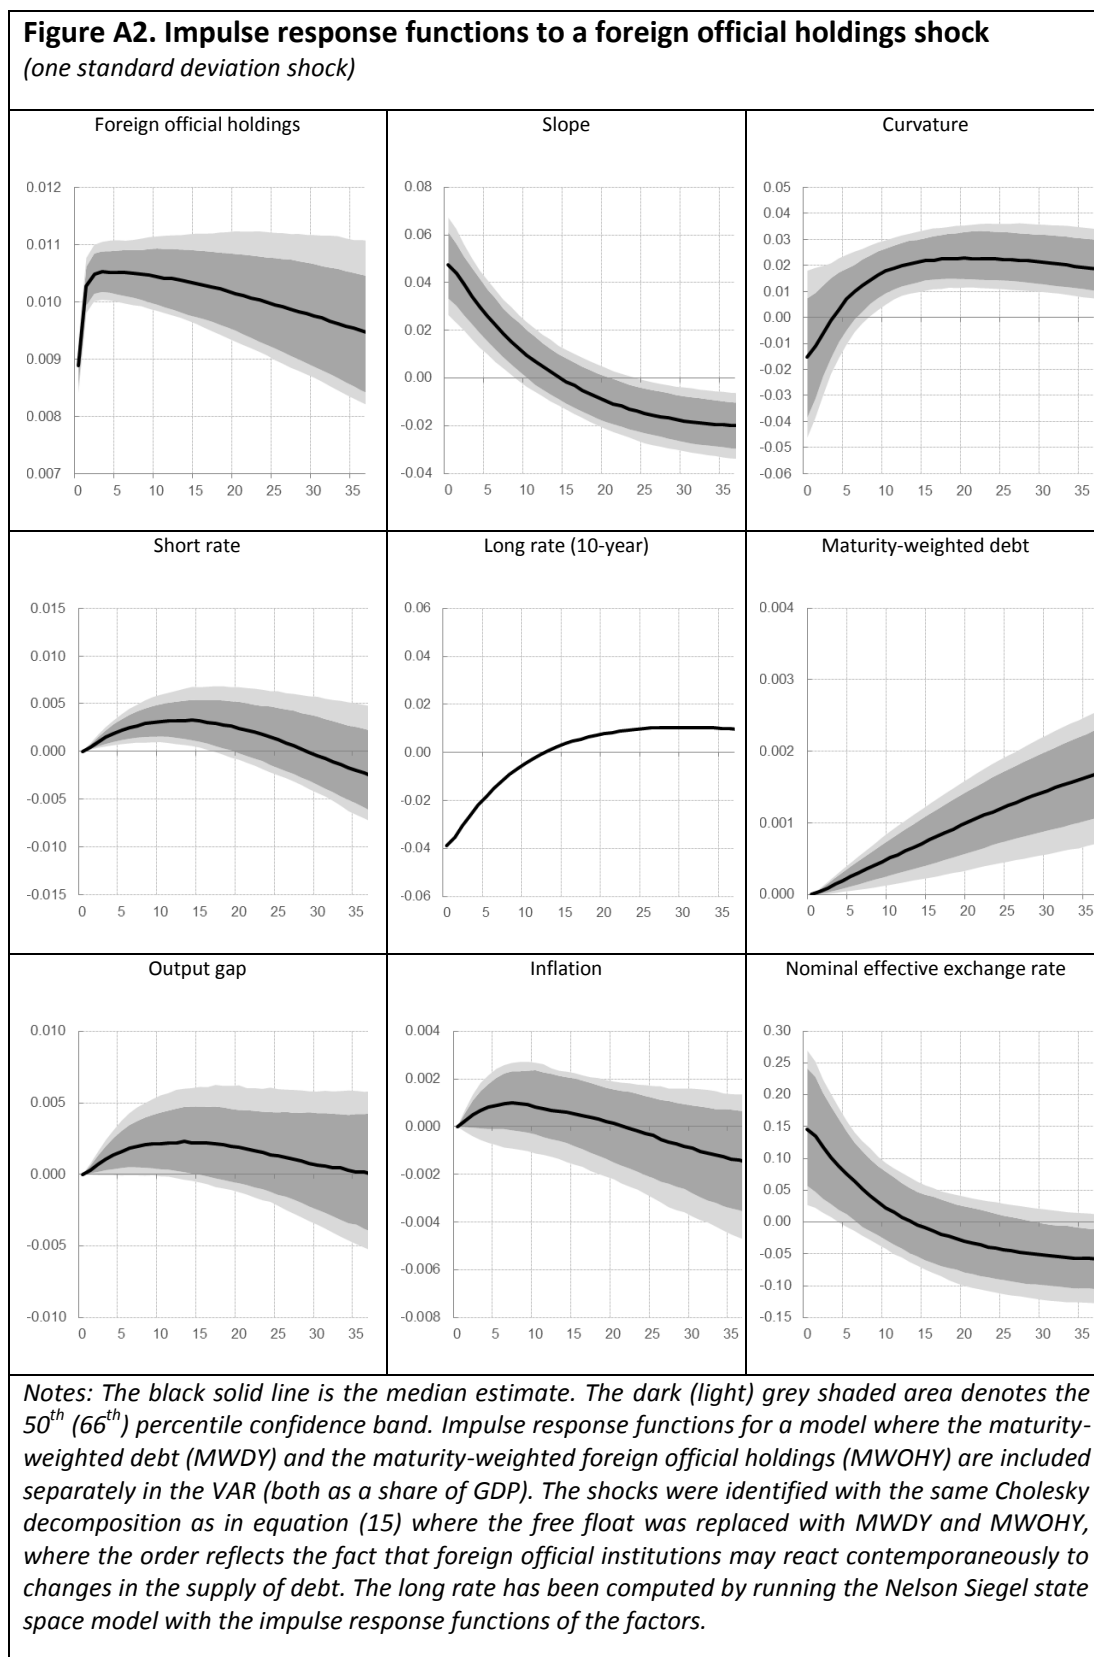 Figure A2. Impulse response functions to a foreign official holdings shock
(one standard deviation shock)
Foreign official holdings
0.012
0.011
0.010
0.009
0.008
0.007
0 5 10 15 20 25 30 35
Slope
0.08
0.06
0.04
0.02
0.00
-0.02
-0.04
0 5 10 15 20 25 30 35
Curvature
0.05
0.04
0.03
0.02
0.01
0.00
-0.01
-0.02
-0.03
-0.04
-0.05
-0.06
0 5 10 15 20 25 30 35
Short rate
0.015
0.010
0.005
0.000
-0.005
-0.010
-0.015
0 5 10 15 20 25 30 35
Long rate (10-year)
0.06
0.04
0.02
0.00
-0.02
-0.04
-0.06
0 5 10 15 20 25 30 35
Maturity-weighted debt
0.004
0.003
0.002
0.001
0.000
0 5 10 15 20 25 30 35
Output gap
0.010
0.005
0.000
-0.005
-0.010
0 5 10 15 20 25 30 35
Inflation
0.004
0.002
0.000
-0.002
-0.004
-0.006
-0.008
0 5 10 15 20 25 30 35
Nominal effective exchange rate
0.30
0.25
0.20
0.15
0.10
0.05
0.00
-0.05
-0.10
-0.15
0 5 10 15 20 25 30 35
Notes: The black solid line is the median estimate. The dark (light) grey shaded area denotes the
50th (66th) percentile confidence band. Impulse response functions for a model where the maturity-
weighted debt (MWDY) and the maturity-weighted foreign official holdings (MWOHY) are included
separately in the VAR (both as a share of GDP). The shocks were identified with the same Cholesky
decomposition as in equation (15) where the free float was replaced with MWDY and MWOHY,
where the order reflects the fact that foreign official institutions may react contemporaneously to
changes in the supply of debt. The long rate has been computed by running the Nelson Siegel state
space model with the impulse response functions of the factors.